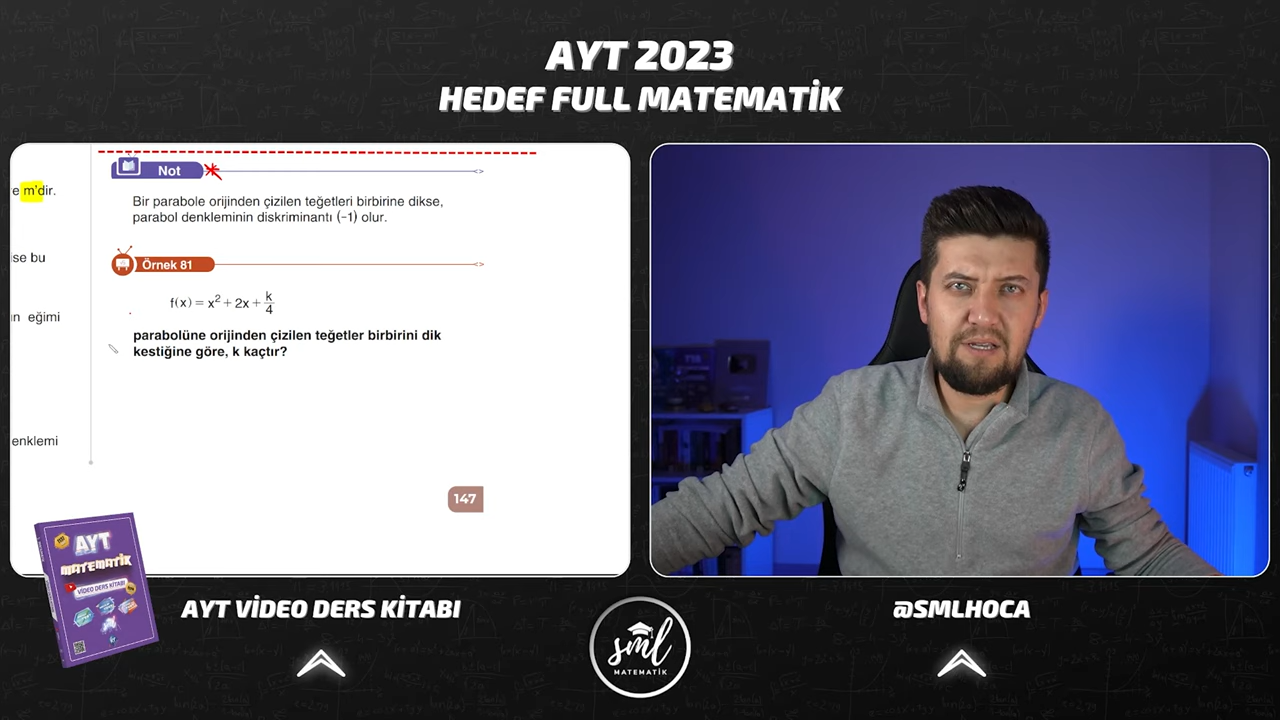 AYT 2023
HEDEF FULL MATEMATİK
e m'dir.
ise bu
ın eğimi
enklemi
Not
Bir parabole orijinden çizilen teğetleri birbirine dikse,
parabol denkleminin diskriminantı (–1) olur.
Örnek 81
f(x) = x² + 2x + k/4
parabolüne orijinden çizilen teğetler birbirini dik
kestiğine göre, k kaçtır?
147
AYT
MATEMATİK
VİDEO DERS KİTABI
AYT VİDEO DERS KİTABI
sml
MATEMATİK
@SMLHOCA